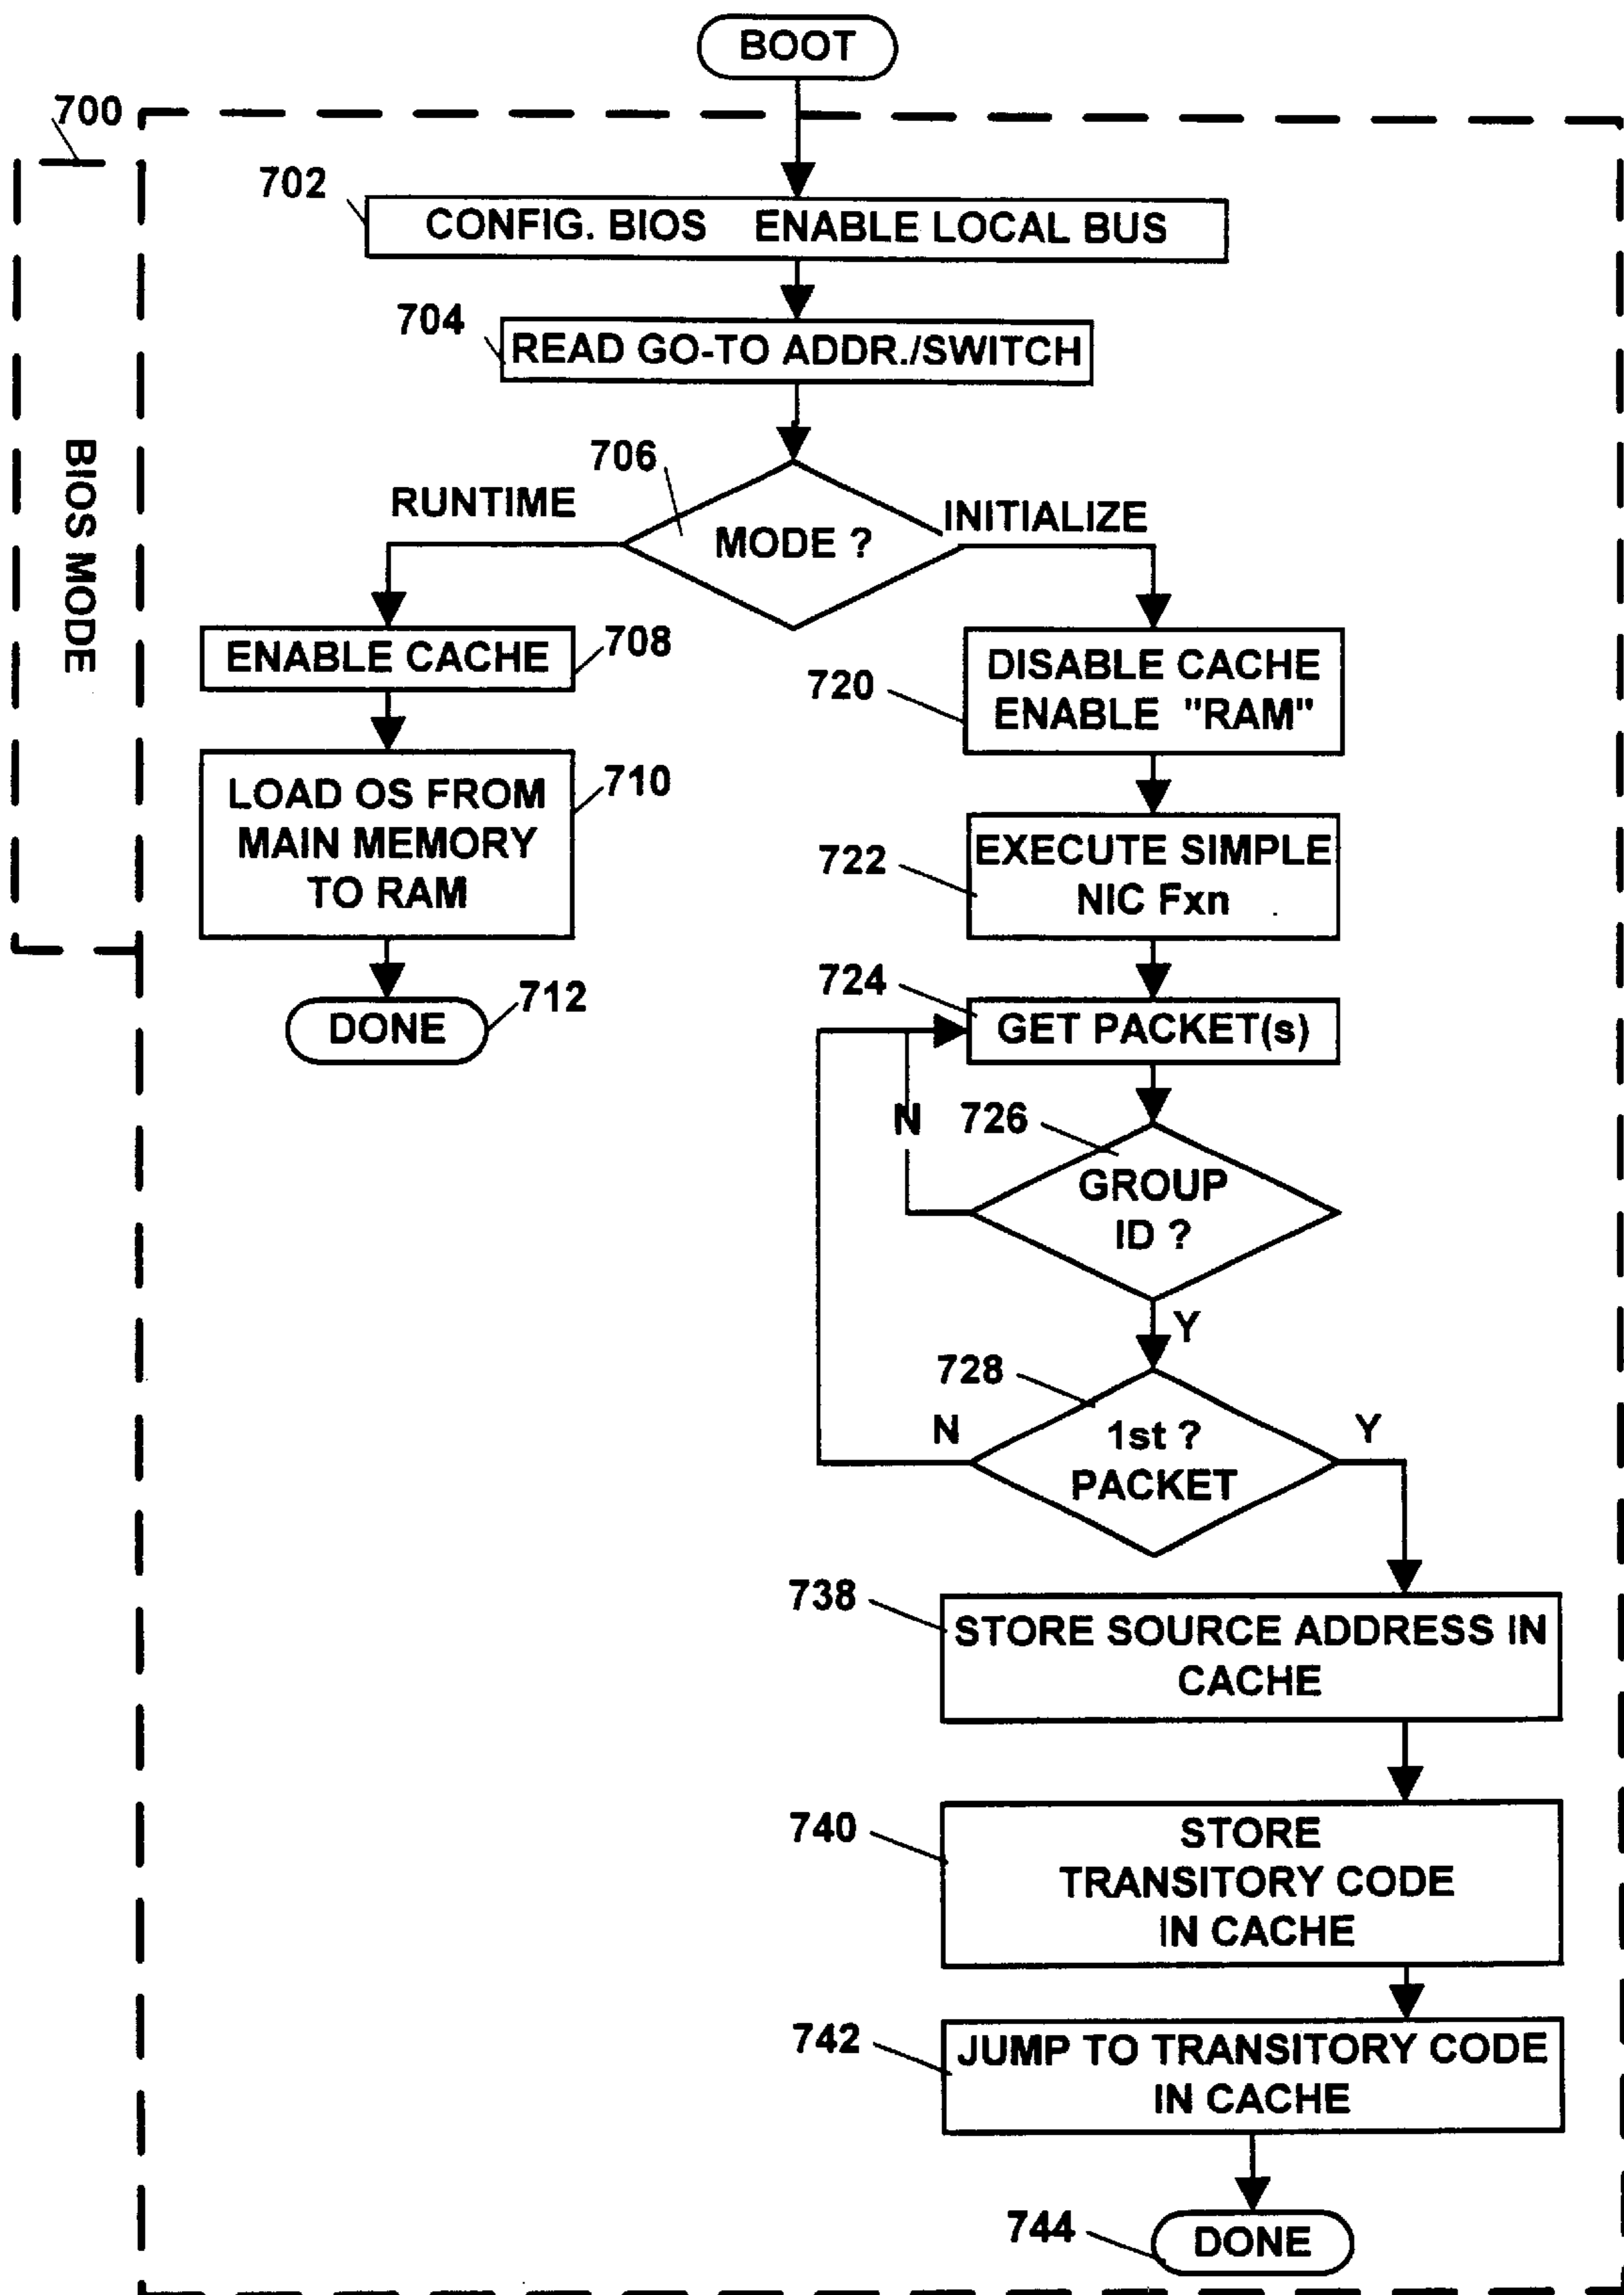 BOOT
700
702
CONFIG. BIOS ENABLE LOCAL BUS
704
READ GO-TO ADDR./SWITCH
BIOS MODE
706
RUNTIME
MODE ?
INITIALIZE
ENABLE CACHE
708
720
DISABLE CACHE
ENABLE "RAM"
LOAD OS FROM
MAIN MEMORY
TO RAM
710
722
EXECUTE SIMPLE
NIC Fxn
DONE
712
724
GET PACKET(s)
N
726
GROUP
ID ?
Y
728
N
1st ?
PACKET
Y
738
STORE SOURCE ADDRESS IN
CACHE
740
STORE
TRANSITORY CODE
IN CACHE
742
JUMP TO TRANSITORY CODE
IN CACHE
744
DONE